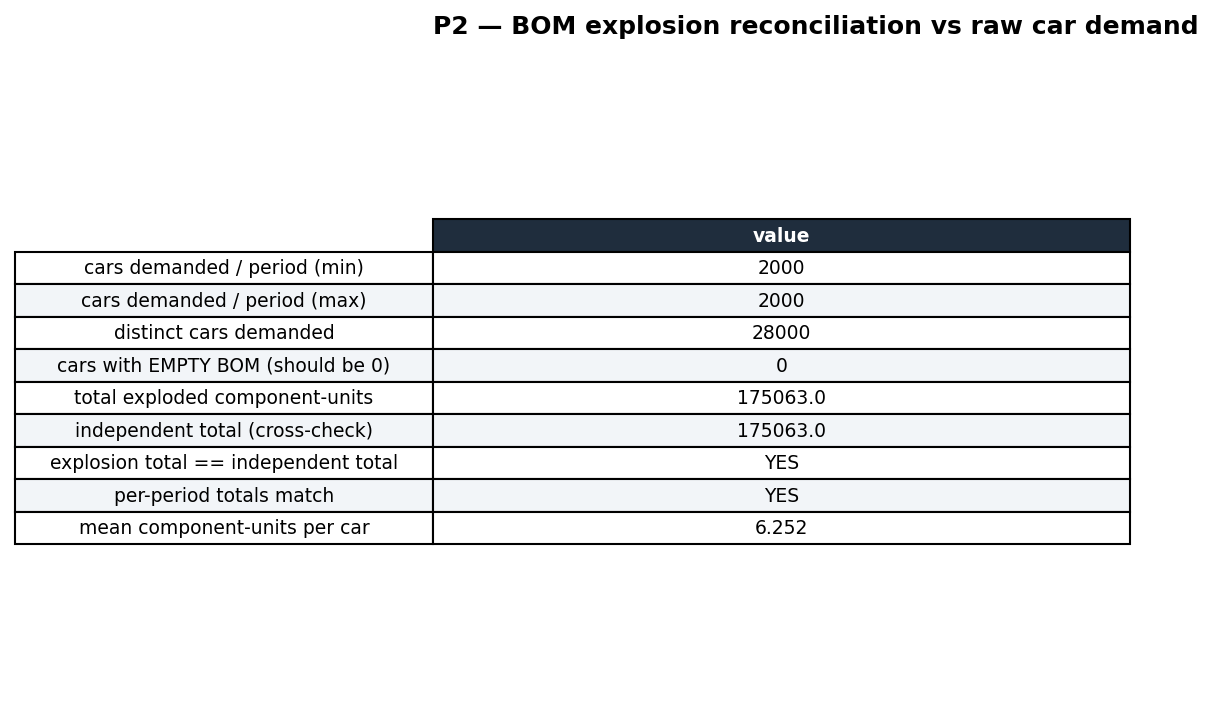 P2 — BOM explosion reconciliation vs raw car demand
value
cars demanded / period (min) 2000
cars demanded / period (max) 2000
distinct cars demanded 28000
cars with EMPTY BOM (should be 0) 0
total exploded component-units 175063.0
independent total (cross-check) 175063.0
explosion total == independent total YES
per-period totals match YES
mean component-units per car 6.252